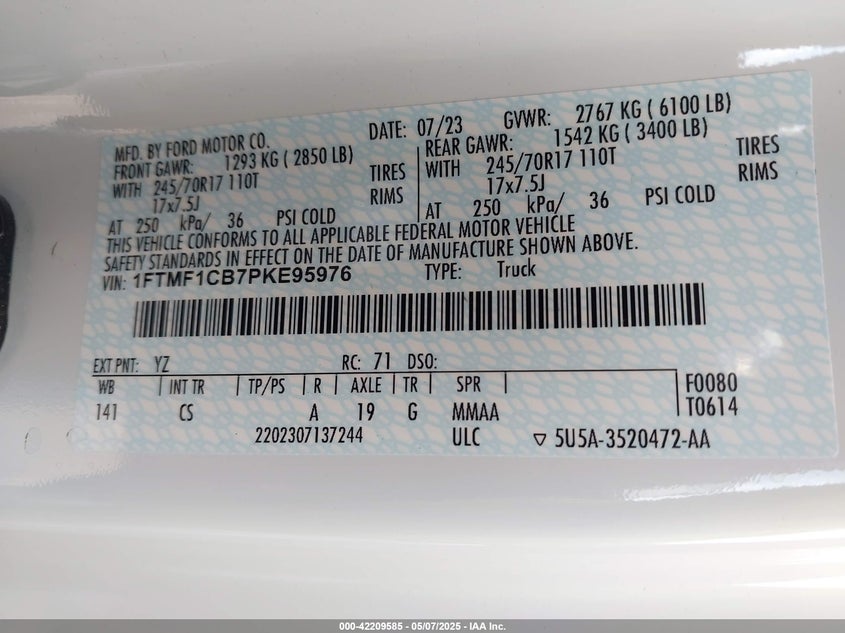 MFD. BY FORD MOTOR CO. DATE: 07/23 GVWR: 2767 KG ( 6100 LB)
FRONT GAWR: 1293 KG ( 2850 LB) REAR GAWR: 1542 KG ( 3400 LB)
WITH 245/70R17 110T TIRES WITH 245/70R17 110T TIRES
17x7.5J RIMS 17x7.5J RIMS
AT 250 kPa/ 36 PSI COLD AT 250 kPa/ 36 PSI COLD
THIS VEHICLE CONFORMS TO ALL APPLICABLE FEDERAL MOTOR VEHICLE
SAFETY STANDARDS IN EFFECT ON THE DATE OF MANUFACTURE SHOWN ABOVE.
VIN: 1FTMF1CB7PKE95976 TYPE: Truck
EXT PNT: YZ RC: 71 DSO:
WB INT TR TP/PS R AXLE TR SPR F0080
141 CS A 19 G MMAA T0614
2202307137244 ULC ▽ 5U5A-3520472-AA
000-42209585 - 05/07/2025 - IAA Inc.